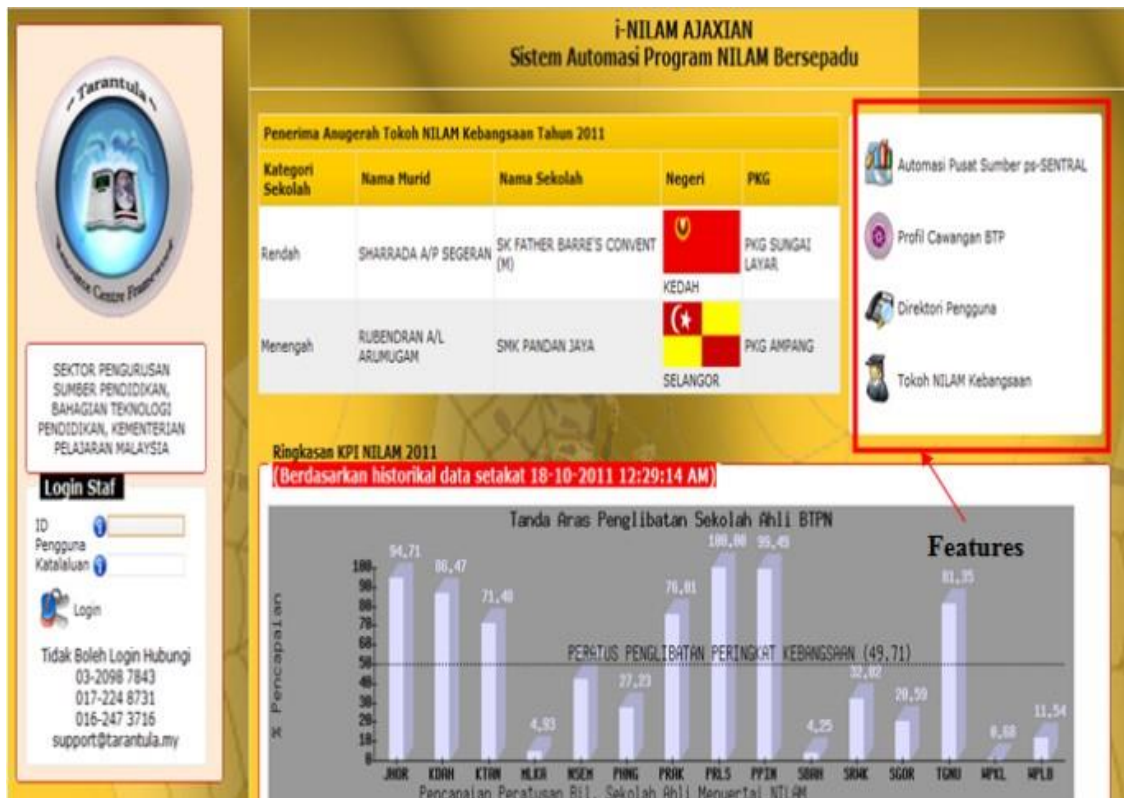 i-NILAM AJAXIAN
Sistem Automasi Program NILAM Bersepadu
Tarantula
Resource Centre Framework
SEKTOR PENGURUSAN
SUMBER PENDIDIKAN,
BAHAGIAN TEKNOLOGI
PENDIDIKAN, KEMENTERIAN
PELAJARAN MALAYSIA
Login Staf
ID
Pengguna
Katalaluan
Login
Tidak Boleh Login Hubungi
03-2098 7843
017-224 8731
016-247 3716
support@tarantula.my
Penerima Anugerah Tokoh NILAM Kebangsaan Tahun 2011
Kategori Sekolah Nama Murid Nama Sekolah Negeri PKG
Rendah SHARRADA A/P SEGERAN SK FATHER BARRE'S CONVENT (M) KEDAH PKG SUNGAI LAYAR
Menengah RUBENDRAN A/L ARUMUGAM SMK PANDAN JAYA SELANGOR PKG AMPANG
Automasi Pusat Sumber ps-SENTRAL
Profil Cawangan BTP
Direktori Pengguna
Tokoh NILAM Kebangsaan
Features
Ringkasan KPI NILAM 2011
(Berdasarkan historikal data setakat 18-10-2011 12:29:14 AM)
Tanda Aras Penglibatan Sekolah Ahli BTPN
% Pencapaian
100
90
80
70
60
50
40
30
20
10
0
94,71 86,47 71,48 4,93 27,23 76,01 100,00 99,49 4,25 32,02 20,59 81,35 0,68 11,54
PERATUS PENGLIBATAN PERINGKAT KEBANGSAAN (49.71)
JHOR KDAH KTAN MLKA NSEM PHNG PRAK PRLS PPIN SBAH SRWK SGOR TGNU WPKL WPLB
Pencapaian Peratusan Bil. Sekolah Ahli Menyertai NILAM